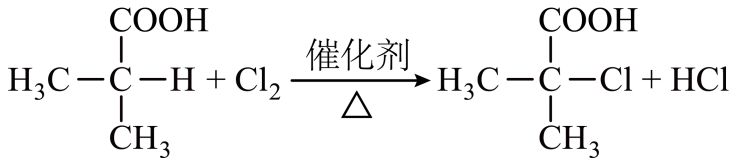 COOH COOH
H₃C—C—H + Cl₂ 催化剂 △ H₃C—C—Cl + HCl
CH₃ CH₃